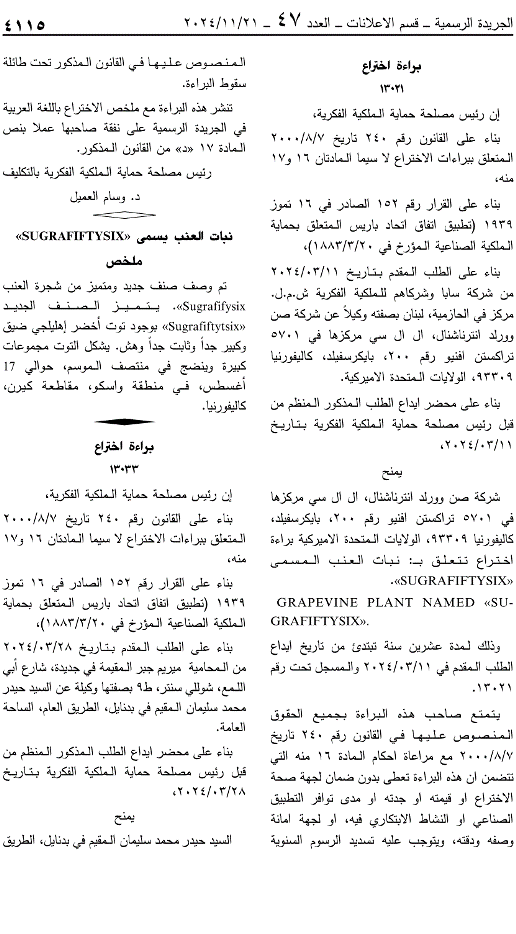 الجريدة الرسمية ــ قسم الاعلانات ــ العدد ٤٧ ــ ٢٠٢٤/١١/٢١
٤١١٥
براءة اختراع
١٣٠٢١
إن رئيس مصلحة حماية الملكية الفكرية،
بناء على القانون رقم ٢٤٠ تاريخ ٢٠٠٠/٨/٧
المتعلق ببراءات الاختراع لا سيما المادتان ١٦ و١٧
منه،
بناء على القرار رقم ١٥٢ الصادر في ١٦ تموز
١٩٣٩ (تطبيق اتفاق اتحاد باريس المتعلق بحماية
الملكية الصناعية المؤرخ في ١٨٨٣/٣/٢٠)،
بناء على الطلب المقدم بتاريخ ٢٠٢٤/٠٣/١١
من شركة سابا وشركاهم للملكية الفكرية ش.م.ل.
مركز في الحازمية، لبنان بصفته وكيلاً عن شركة صن
وورلد انترناشنال، ال ال سي مركزها في ٥٧٠١
تراكستن افنيو رقم ٢٠٠، بايكرسفيلد، كاليفورنيا
٩٣٣٠٩، الولايات المتحدة الاميركية.
بناء على محضر ايداع الطلب المذكور المنظم من
قبل رئيس مصلحة حماية الملكية الفكرية بتاريخ
٢٠٢٤/٠٣/١١،
يمنح
شركة صن وورلد انترناشنال، ال ال سي مركزها
في ٥٧٠١ تراكستن افنيو رقم ٢٠٠، بايكرسفيلد،
كاليفورنيا ٩٣٣٠٩، الولايات المتحدة الاميركية براءة
اختراع تتعلق بـ: نبات العنب المسمى
«SUGRAFIFTYSIX».
GRAPEVINE PLANT NAMED «SU-
GRAFIFTYSIX».
وذلك لمدة عشرين سنة تبتدئ من تاريخ ايداع
الطلب المقدم في ٢٠٢٤/٠٣/١١ والمسجل تحت رقم
١٣٠٢١.
يتمتع صاحب هذه البراءة بجميع الحقوق
المنصوص عليها في القانون رقم ٢٤٠ تاريخ
٢٠٠٠/٨/٧ مع مراعاة احكام المادة ١٦ منه التي
تتضمن ان هذه البراءة تعطى بدون ضمان لجهة صحة
الاختراع او قيمته او جدته او مدى توافر التطبيق
الصناعي او النشاط الابتكاري فيه، او لجهة امانة
وصفه ودقته، ويتوجب عليه تسديد الرسوم السنوية
المنصوص عليها في القانون المذكور تحت طائلة
سقوط البراءة.
تنشر هذه البراءة مع ملخص الاختراع باللغة العربية
في الجريدة الرسمية على نفقة صاحبها عملا بنص
المادة ١٧ «د» من القانون المذكور.
رئيس مصلحة حماية الملكية الفكرية بالتكليف
د. وسام العميل
نبات العنب يسمى «SUGRAFIFTYSIX»
ملخص
تم وصف صنف جديد ومتميز من شجرة العنب
Sugrafifysix». يتميز الصنف الجديد
«Sugrafiftytsix» بوجود توت أخضر إهليلجي ضيق
وكبير جداً وثابت جداً وهش. يشكل التوت مجموعات
كبيرة وينضج في منتصف الموسم، حوالي 17
أغسطس، في منطقة واسكو، مقاطعة كيرن،
كاليفورنيا.
براءة اختراع
١٣٠٣٣
إن رئيس مصلحة حماية الملكية الفكرية،
بناء على القانون رقم ٢٤٠ تاريخ ٢٠٠٠/٨/٧
المتعلق ببراءات الاختراع لا سيما المادتان ١٦ و١٧
منه،
بناء على القرار رقم ١٥٢ الصادر في ١٦ تموز
١٩٣٩ (تطبيق اتفاق اتحاد باريس المتعلق بحماية
الملكية الصناعية المؤرخ في ١٨٨٣/٣/٢٠)،
بناء على الطلب المقدم بتاريخ ٢٠٢٤/٠٣/٢٨
من المحامية ميريم جبر المقيمة في جديدة، شارع أبي
اللمع، شوللي سنتر، ط٩ بصفتها وكيلة عن السيد حيدر
محمد سليمان المقيم في بدنايل، الطريق العام، الساحة
العامة.
بناء على محضر ايداع الطلب المذكور المنظم من
قبل رئيس مصلحة حماية الملكية الفكرية بتاريخ
٢٠٢٤/٠٣/٢٨،
يمنح
السيد حيدر محمد سليمان المقيم في بدنايل، الطريق